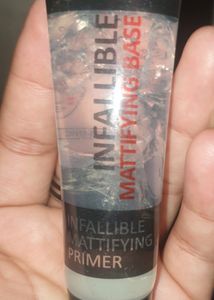 INFALLIBLE
MATTIFYING BASE
INFALLIBLE
MATTIFYING
PRIMER